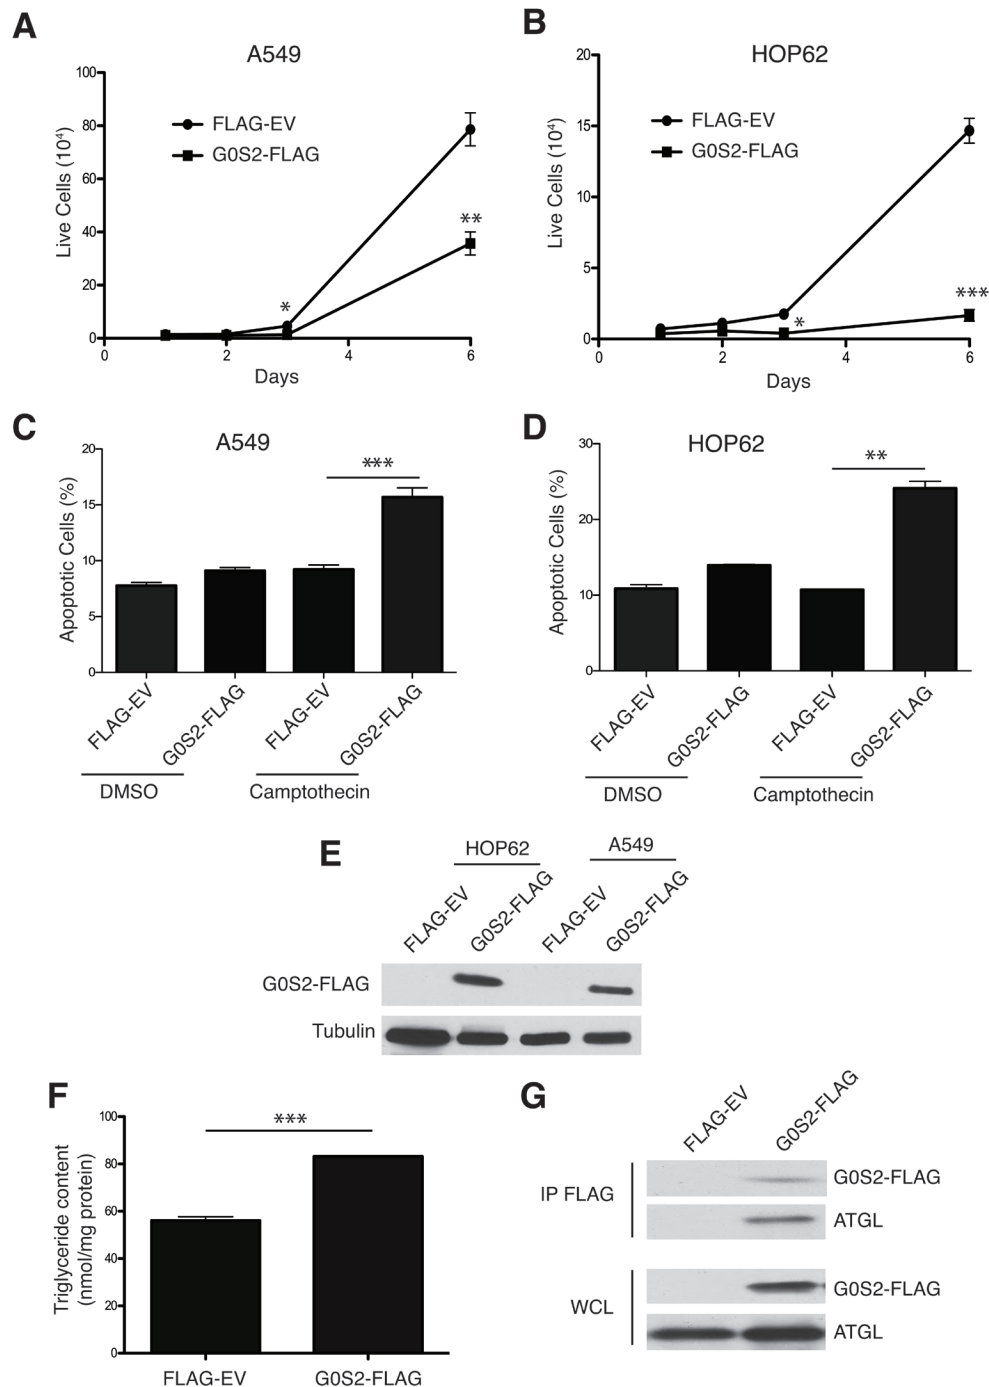 A
A549
100
80
60
40
20
0
Live Cells (10⁴)
FLAG-EV
G0S2-FLAG
*
**
0 2 4 6
Days
B
HOP62
20
15
10
5
0
Live Cells (10⁴)
FLAG-EV
G0S2-FLAG
*
***
0 2 4 6
Days
C
A549
20
15
10
5
0
Apoptotic Cells (%)
***
FLAG-EV G0S2-FLAG FLAG-EV G0S2-FLAG
DMSO Camptothecin
D
HOP62
30
20
10
0
Apoptotic Cells (%)
**
FLAG-EV G0S2-FLAG FLAG-EV G0S2-FLAG
DMSO Camptothecin
E
HOP62 A549
FLAG-EV G0S2-FLAG FLAG-EV G0S2-FLAG
G0S2-FLAG
Tubulin
F
100
80
60
40
20
0
Triglyceride content
(nmol/mg protein)
***
FLAG-EV G0S2-FLAG
G
FLAG-EV G0S2-FLAG
IP FLAG
G0S2-FLAG
ATGL
WCL
G0S2-FLAG
ATGL